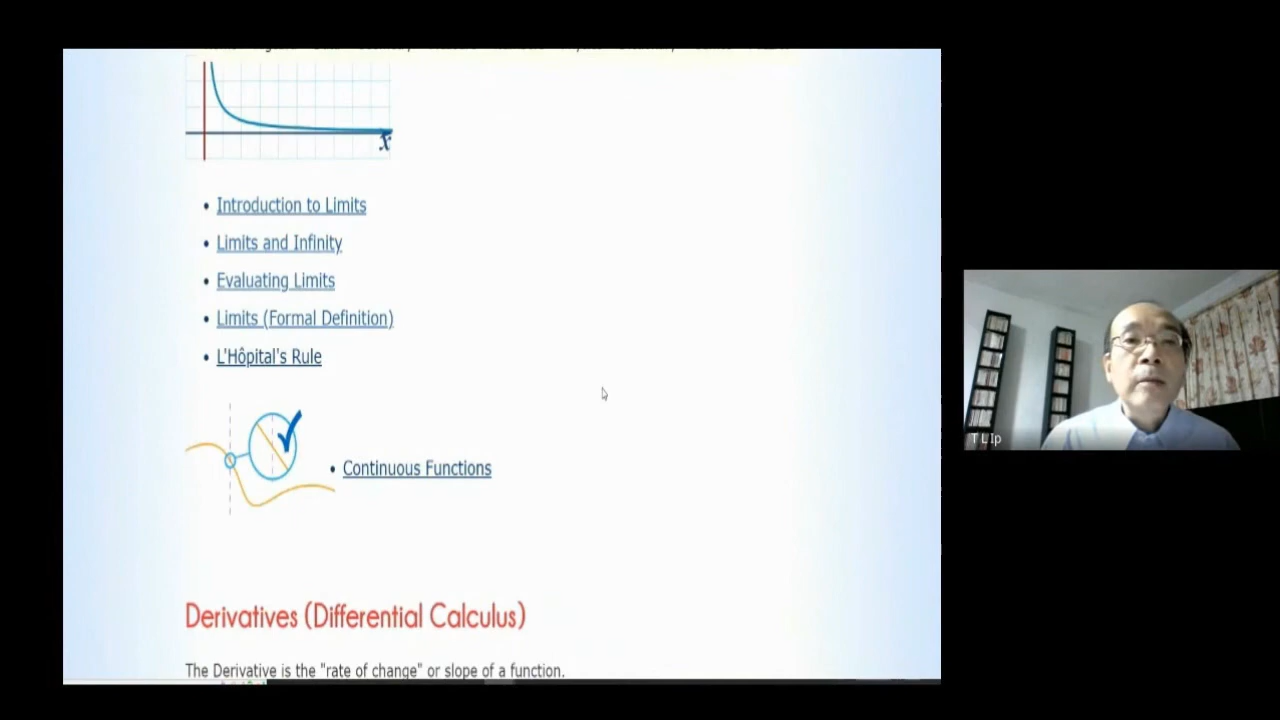 x
Introduction to Limits
Limits and Infinity
Evaluating Limits
Limits (Formal Definition)
L'Hôpital's Rule
Continuous Functions
Derivatives (Differential Calculus)
The Derivative is the "rate of change" or slope of a function.
T L Ip